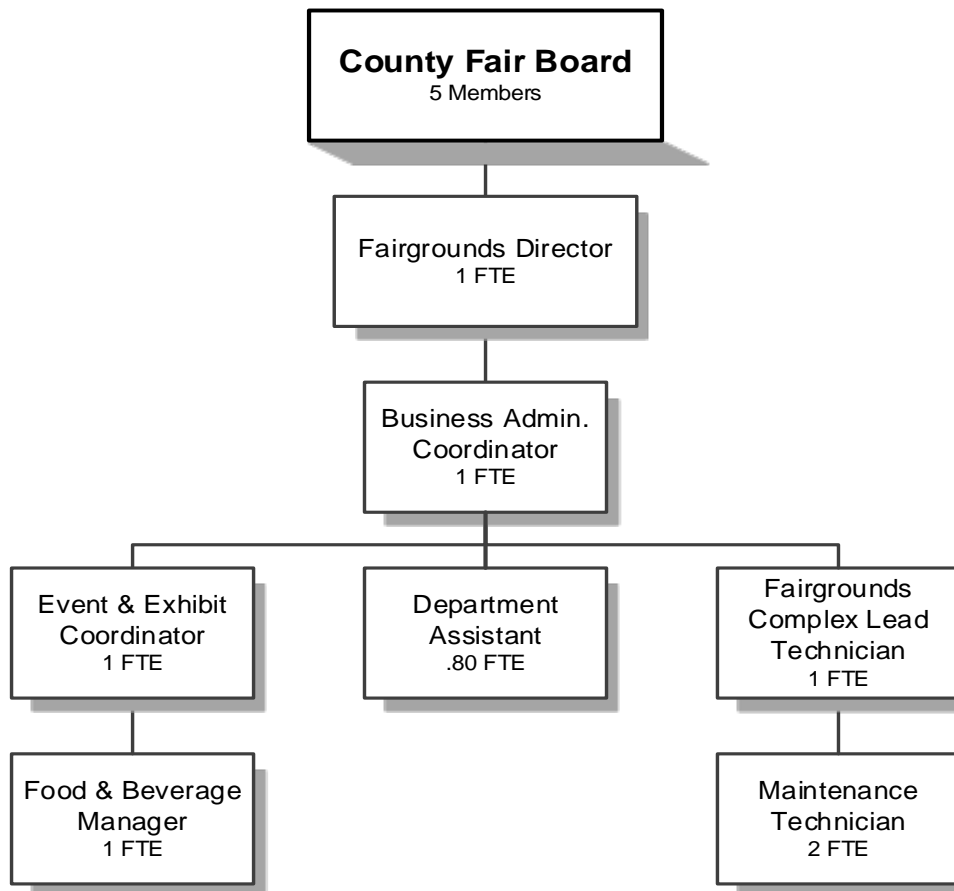 County Fair Board
5 Members
Fairgrounds Director
1 FTE
Business Admin.
Coordinator
1 FTE
Event & Exhibit
Coordinator
1 FTE
Department
Assistant
.80 FTE
Fairgrounds
Complex Lead
Technician
1 FTE
Food & Beverage
Manager
1 FTE
Maintenance
Technician
2 FTE